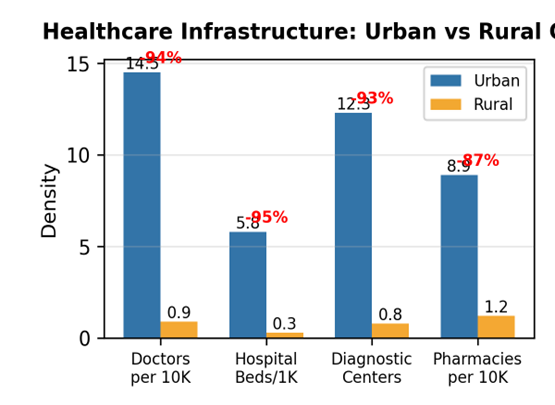 Healthcare Infrastructure: Urban vs Rural
Density
15
10
5
0
14.5
-94%
0.9
5.8
-95%
0.3
12.3
-93%
0.8
8.9
-87%
1.2
Urban
Rural
Doctors
per 10K
Hospital
Beds/1K
Diagnostic
Centers
Pharmacies
per 10K